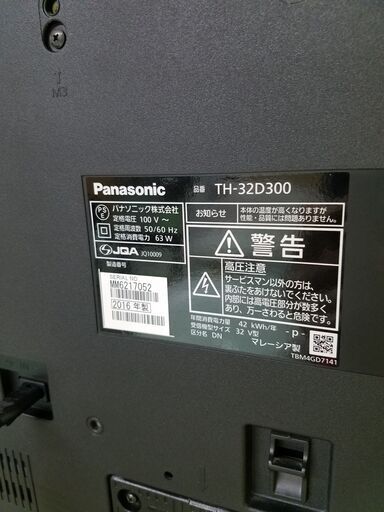 M3
Panasonic 品番 TH-32D300
パナソニック株式会社
定格電圧 100 V ～
定格周波数 50/60 Hz
定格消費電力 63 W
JQA JQ10009
製造番号
SERIAL NO.
MM6217052
2016 年製
お知らせ 本体の温度が高くなりますが
性能・品質には問題ありません。
警告
高圧注意
サービスマン以外の方は、
裏ぶたをあけないでください。
内部には高電圧部分が数多く
あり、万一さわると危険です。
年間消費電力量 42 kWh/年
受信機型サイズ 32 V型
区分名 DN
-P-
マレーシア製
TBM4GD7141